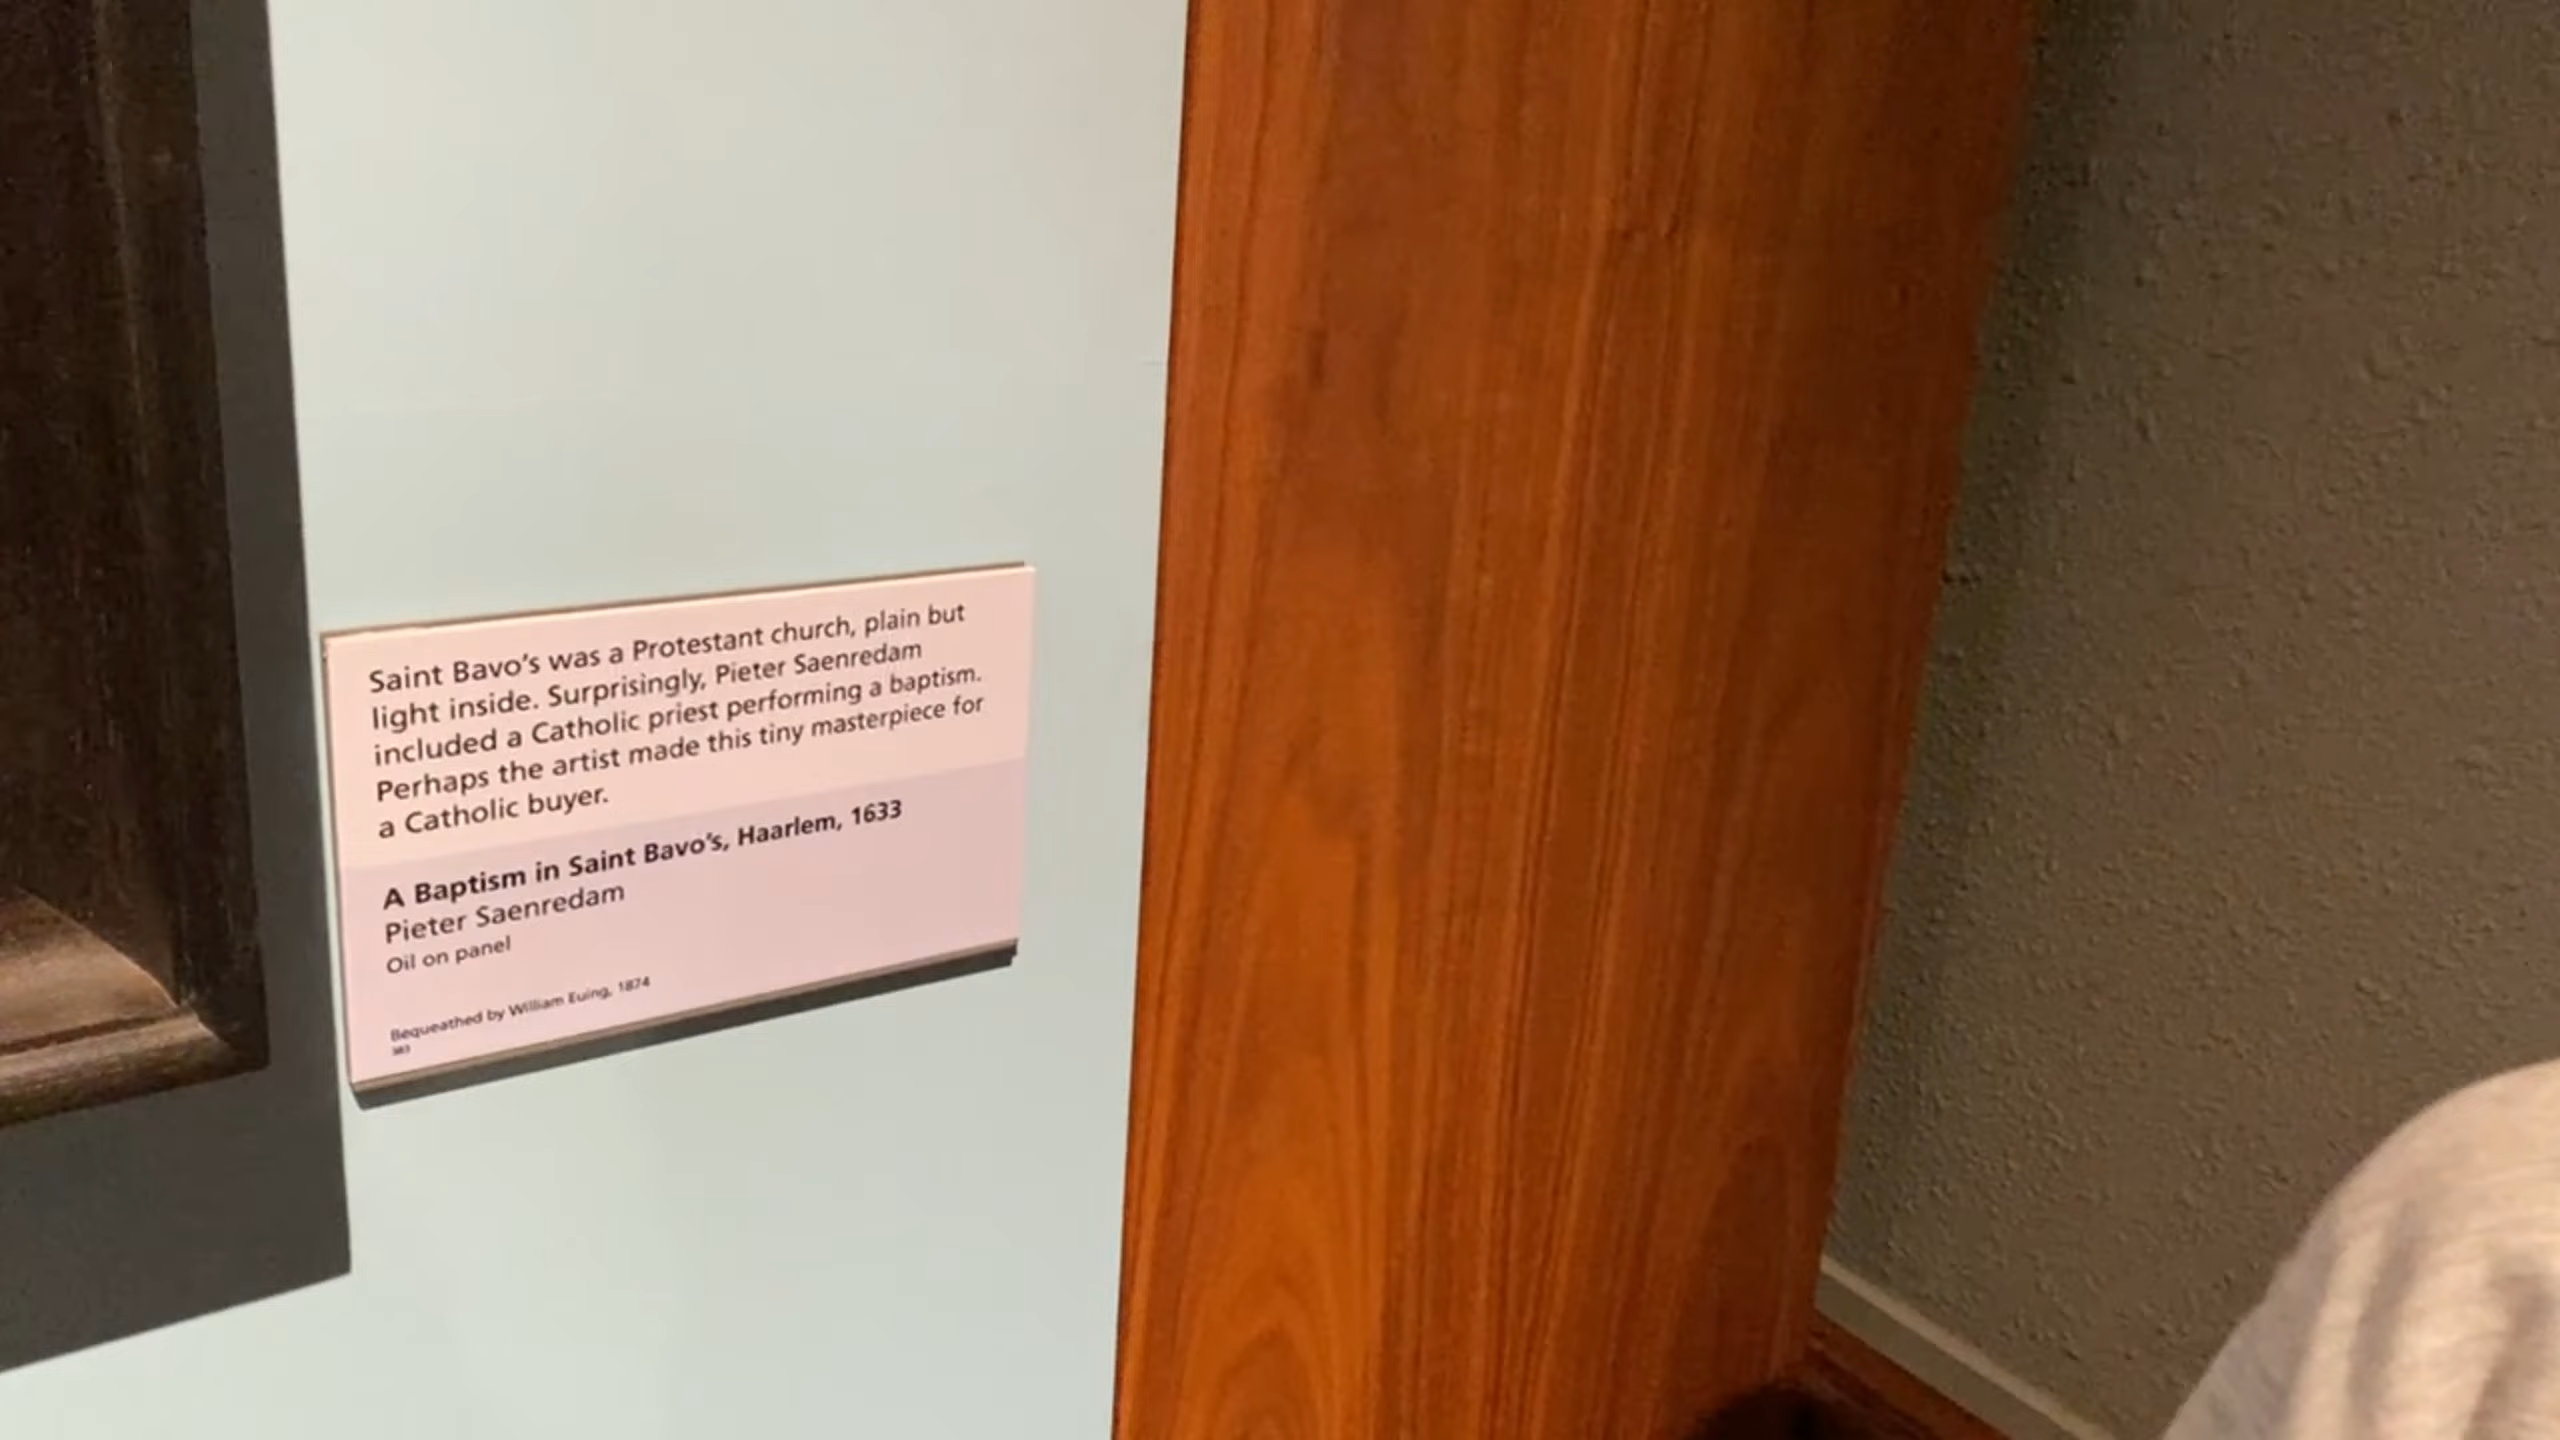 Saint Bavo's was a Protestant church, plain but
light inside. Surprisingly, Pieter Saenredam
included a Catholic priest performing a baptism.
Perhaps the artist made this tiny masterpiece for
a Catholic buyer.
A Baptism in Saint Bavo's, Haarlem, 1633
Pieter Saenredam
Oil on panel
Bequeathed by William Euing, 1874
383